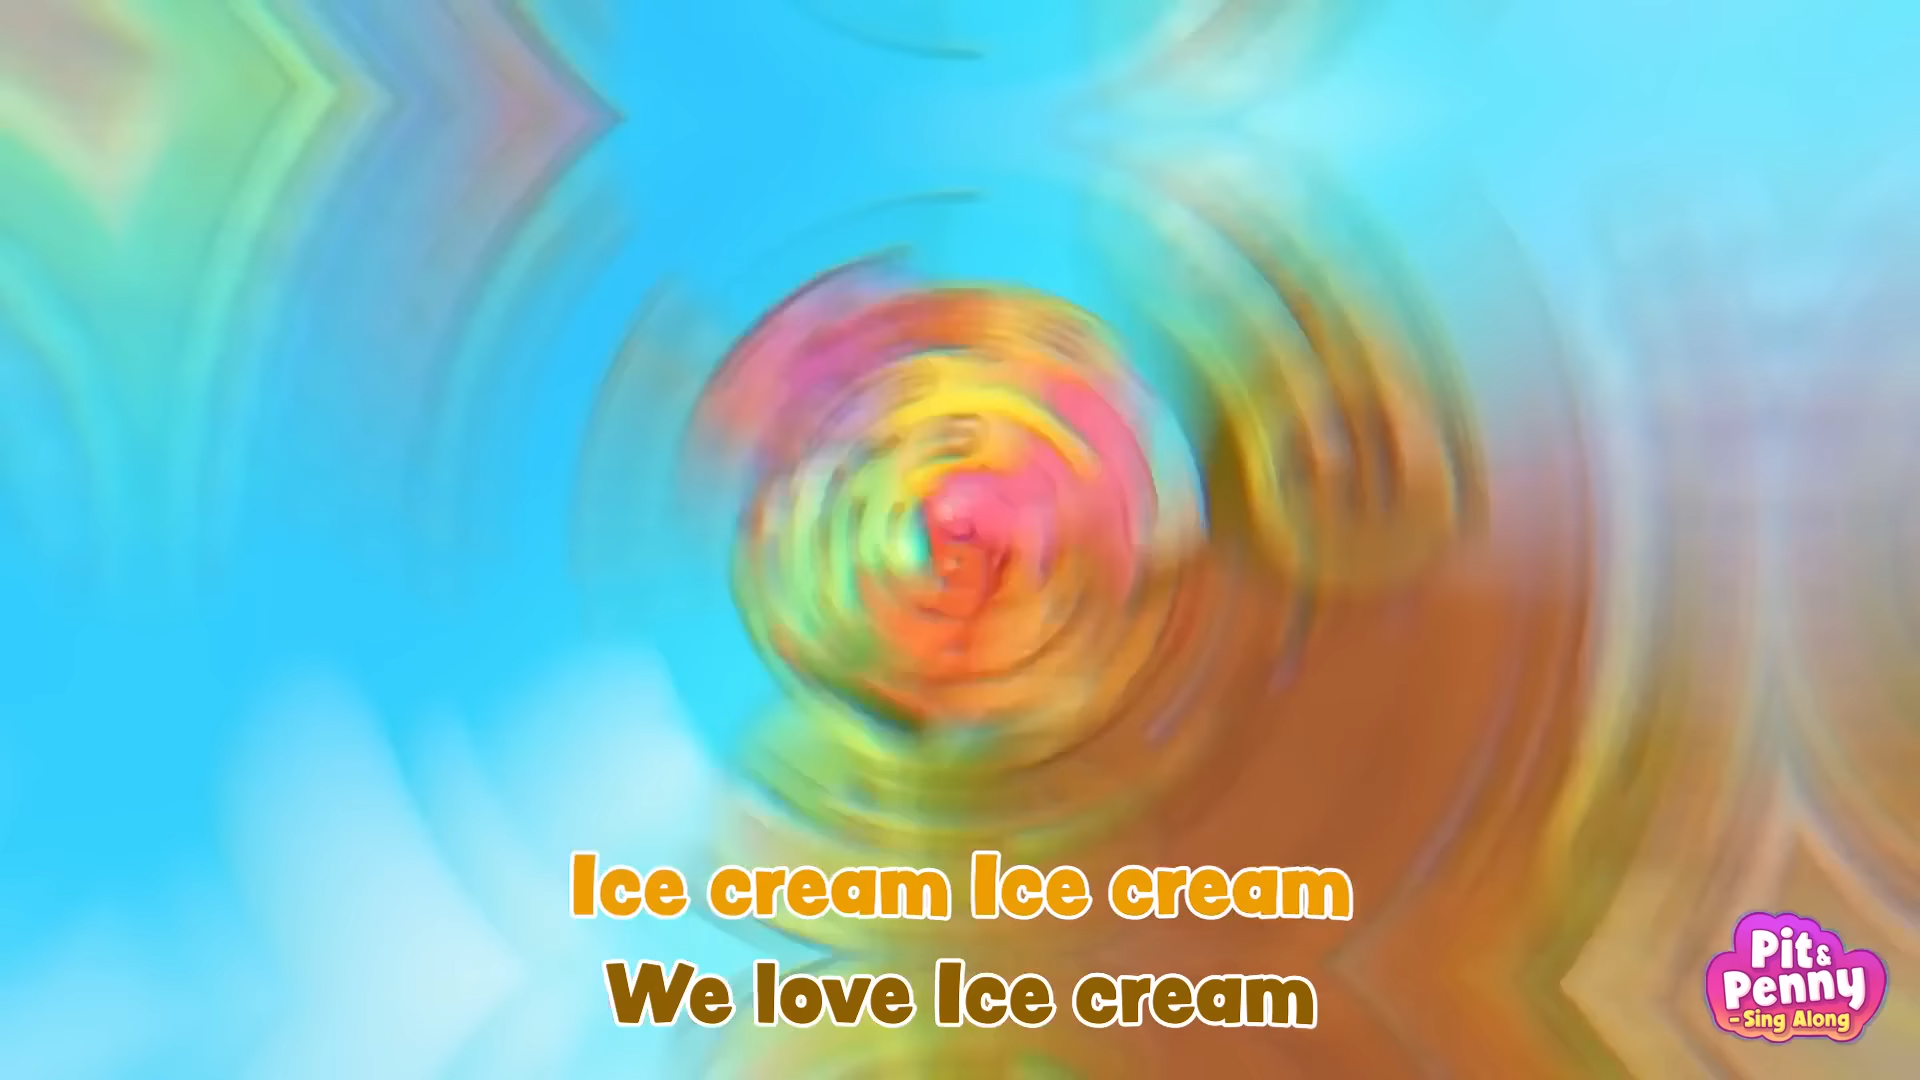 Ice cream Ice cream
We love Ice cream
Pit &
Penny
- Sing Along